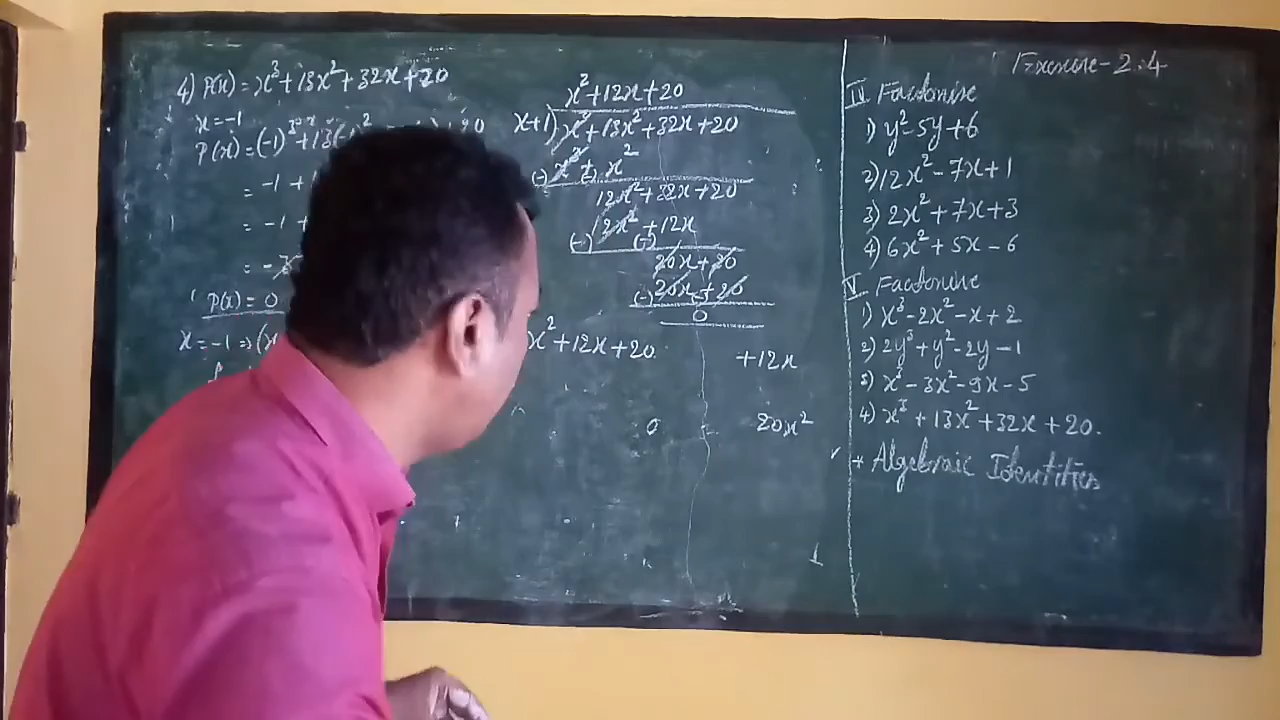 4) P(x) = x³ + 13x² + 32x + 20
x = -1
P(x) = (-1)³ + 13(-1)²
= -1 +
= -1 +
P(x) = 0
x = -1 ⇒ (x
x² + 12x + 20
x+1) x³ + 13x² + 32x + 20
(-) x³ + x²
12x² + 32x + 20
12x² + 12x
(-) (-)
20x + 20
(-) 20x + 20
0
x² + 12x + 20
+12x
20x²
Exercise - 2.4
IV Factorise
1) y² - 5y + 6
2) 12x² - 7x + 1
3) 2x² + 7x + 3
4) 6x² + 5x - 6
V. Factorise
1) x³ - 2x² - x + 2
2) 2y³ + y² - 2y - 1
3) x³ - 3x² - 9x - 5
4) x³ + 13x² + 32x + 20.
* Algebraic Identities